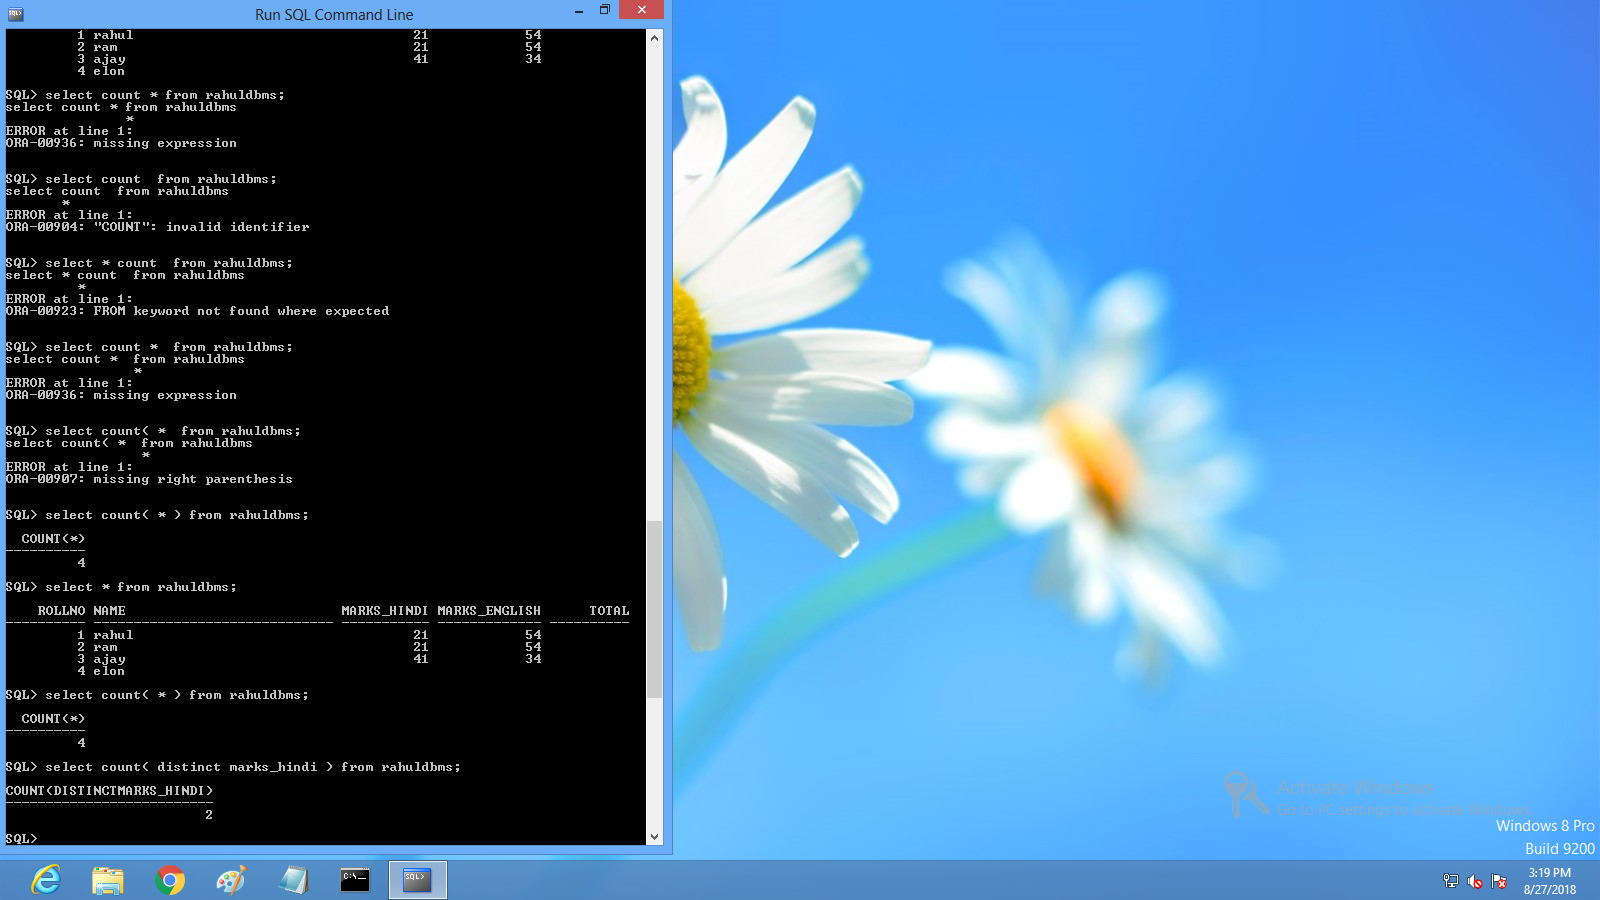 Run SQL Command Line
1 rahul 21 54
2 ram 21 54
3 ajay 41 34
4 elon
SQL> select count * from rahuldbms;
select count * from rahuldbms
*
ERROR at line 1:
ORA-00936: missing expression
SQL> select count  from rahuldbms;
select count  from rahuldbms
*
ERROR at line 1:
ORA-00904: "COUNT": invalid identifier
SQL> select * count  from rahuldbms;
select * count  from rahuldbms
*
ERROR at line 1:
ORA-00923: FROM keyword not found where expected
SQL> select count *  from rahuldbms;
select count *  from rahuldbms
*
ERROR at line 1:
ORA-00936: missing expression
SQL> select count( *  from rahuldbms;
select count( *  from rahuldbms
*
ERROR at line 1:
ORA-00907: missing right parenthesis
SQL> select count( * ) from rahuldbms;
COUNT(*)
----------
4
SQL> select * from rahuldbms;
ROLLNO NAME MARKS_HINDI MARKS_ENGLISH TOTAL
---------- ------------------------------ ----------- ------------- ----------
1 rahul 21 54
2 ram 21 54
3 ajay 41 34
4 elon
SQL> select count( * ) from rahuldbms;
COUNT(*)
----------
4
SQL> select count( distinct marks_hindi ) from rahuldbms;
COUNT(DISTINCTMARKS_HINDI)
--------------------------
2
SQL>
Activate Windows
Go to PC settings to activate Windows.
Windows 8 Pro
Build 9200
C:\_
SQL>
3:19 PM
8/27/2018